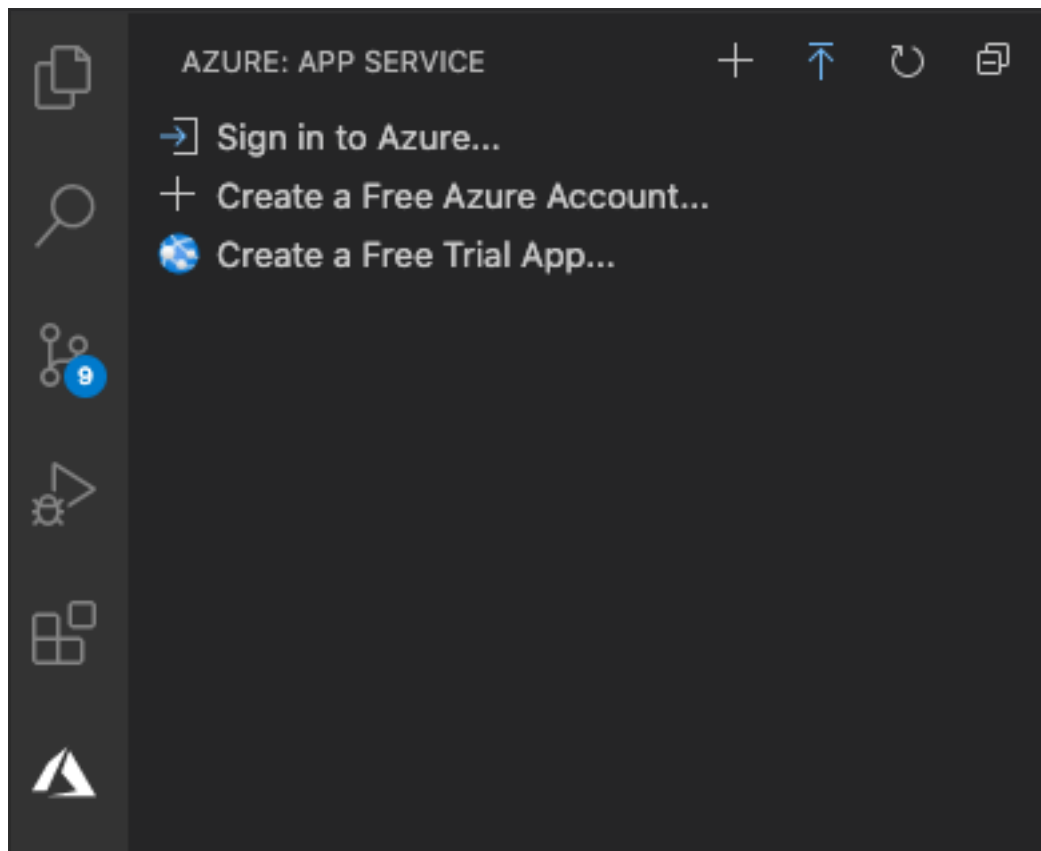 AZURE: APP SERVICE
Sign in to Azure...
Create a Free Azure Account...
Create a Free Trial App...
9